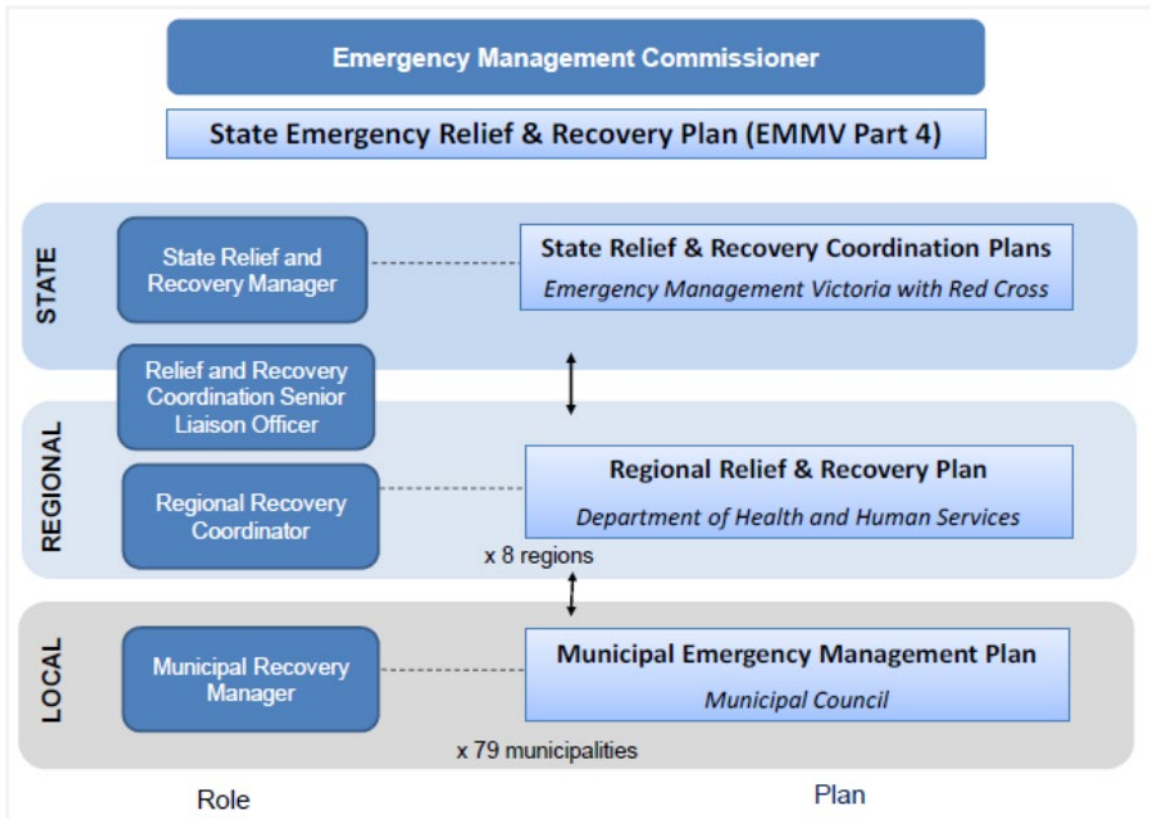 Emergency Management Commissioner
State Emergency Relief & Recovery Plan (EMMV Part 4)
STATE
State Relief and
Recovery Manager
State Relief & Recovery Coordination Plans
Emergency Management Victoria with Red Cross
Relief and Recovery
Coordination Senior
Liaison Officer
REGIONAL
Regional Recovery
Coordinator
Regional Relief & Recovery Plan
Department of Health and Human Services
x 8 regions
LOCAL
Municipal Recovery
Manager
Municipal Emergency Management Plan
Municipal Council
x 79 municipalities
Role
Plan